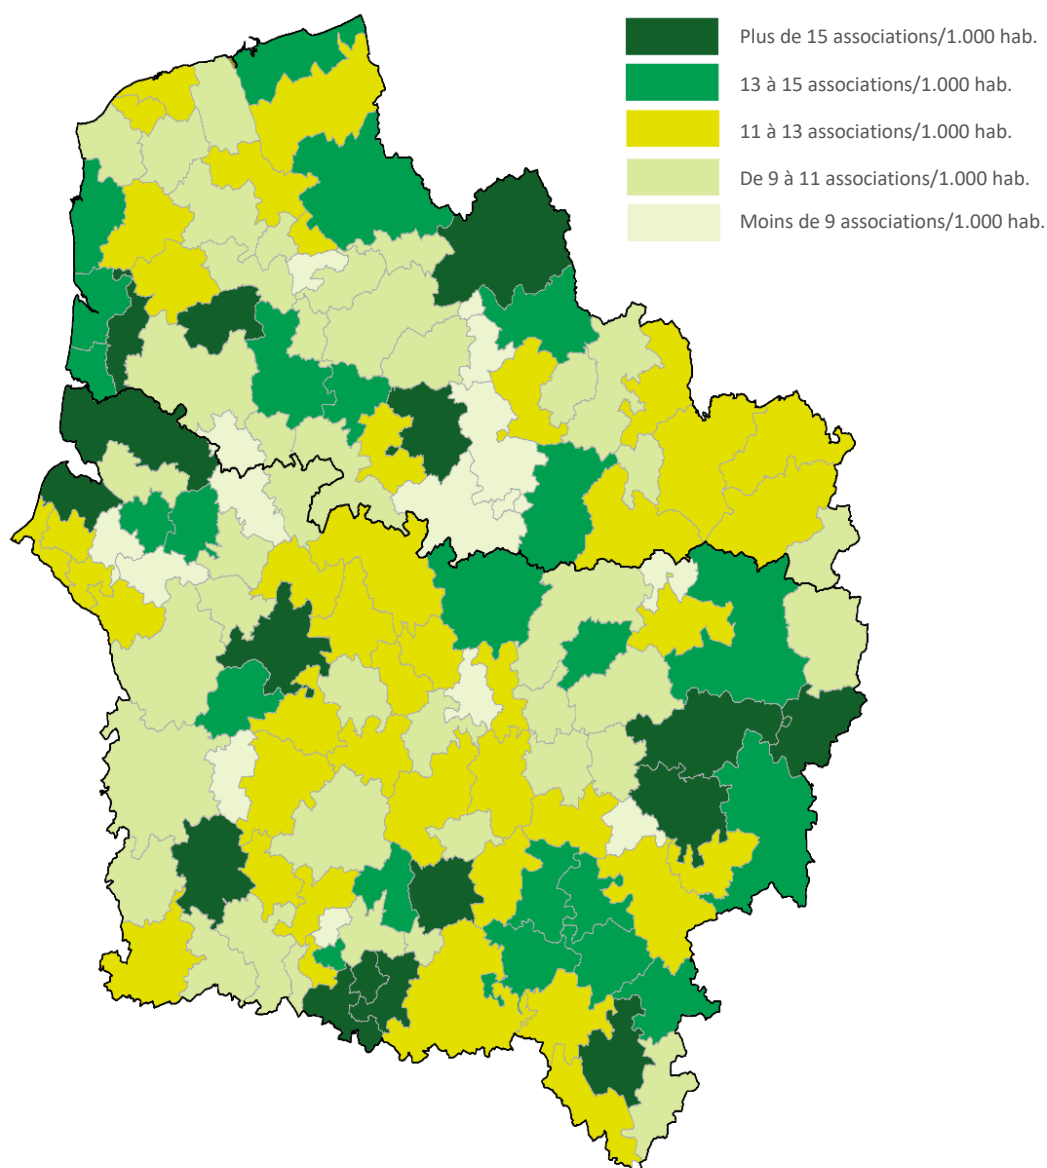 Plus de 15 associations/1.000 hab.
13 à 15 associations/1.000 hab.
11 à 13 associations/1.000 hab.
De 9 à 11 associations/1.000 hab.
Moins de 9 associations/1.000 hab.